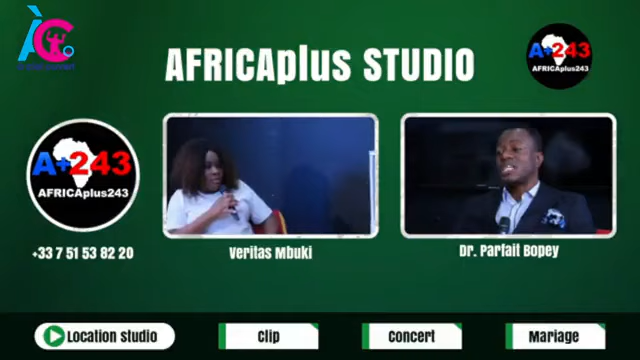 AFRICAplus STUDIO
A+243
AFRICAplus243
A+243
AFRICAplus243
+33 7 51 53 82 20
Veritas Mbuki
Dr. Parfait Bopey
Location studio
Clip
Concert
Mariage